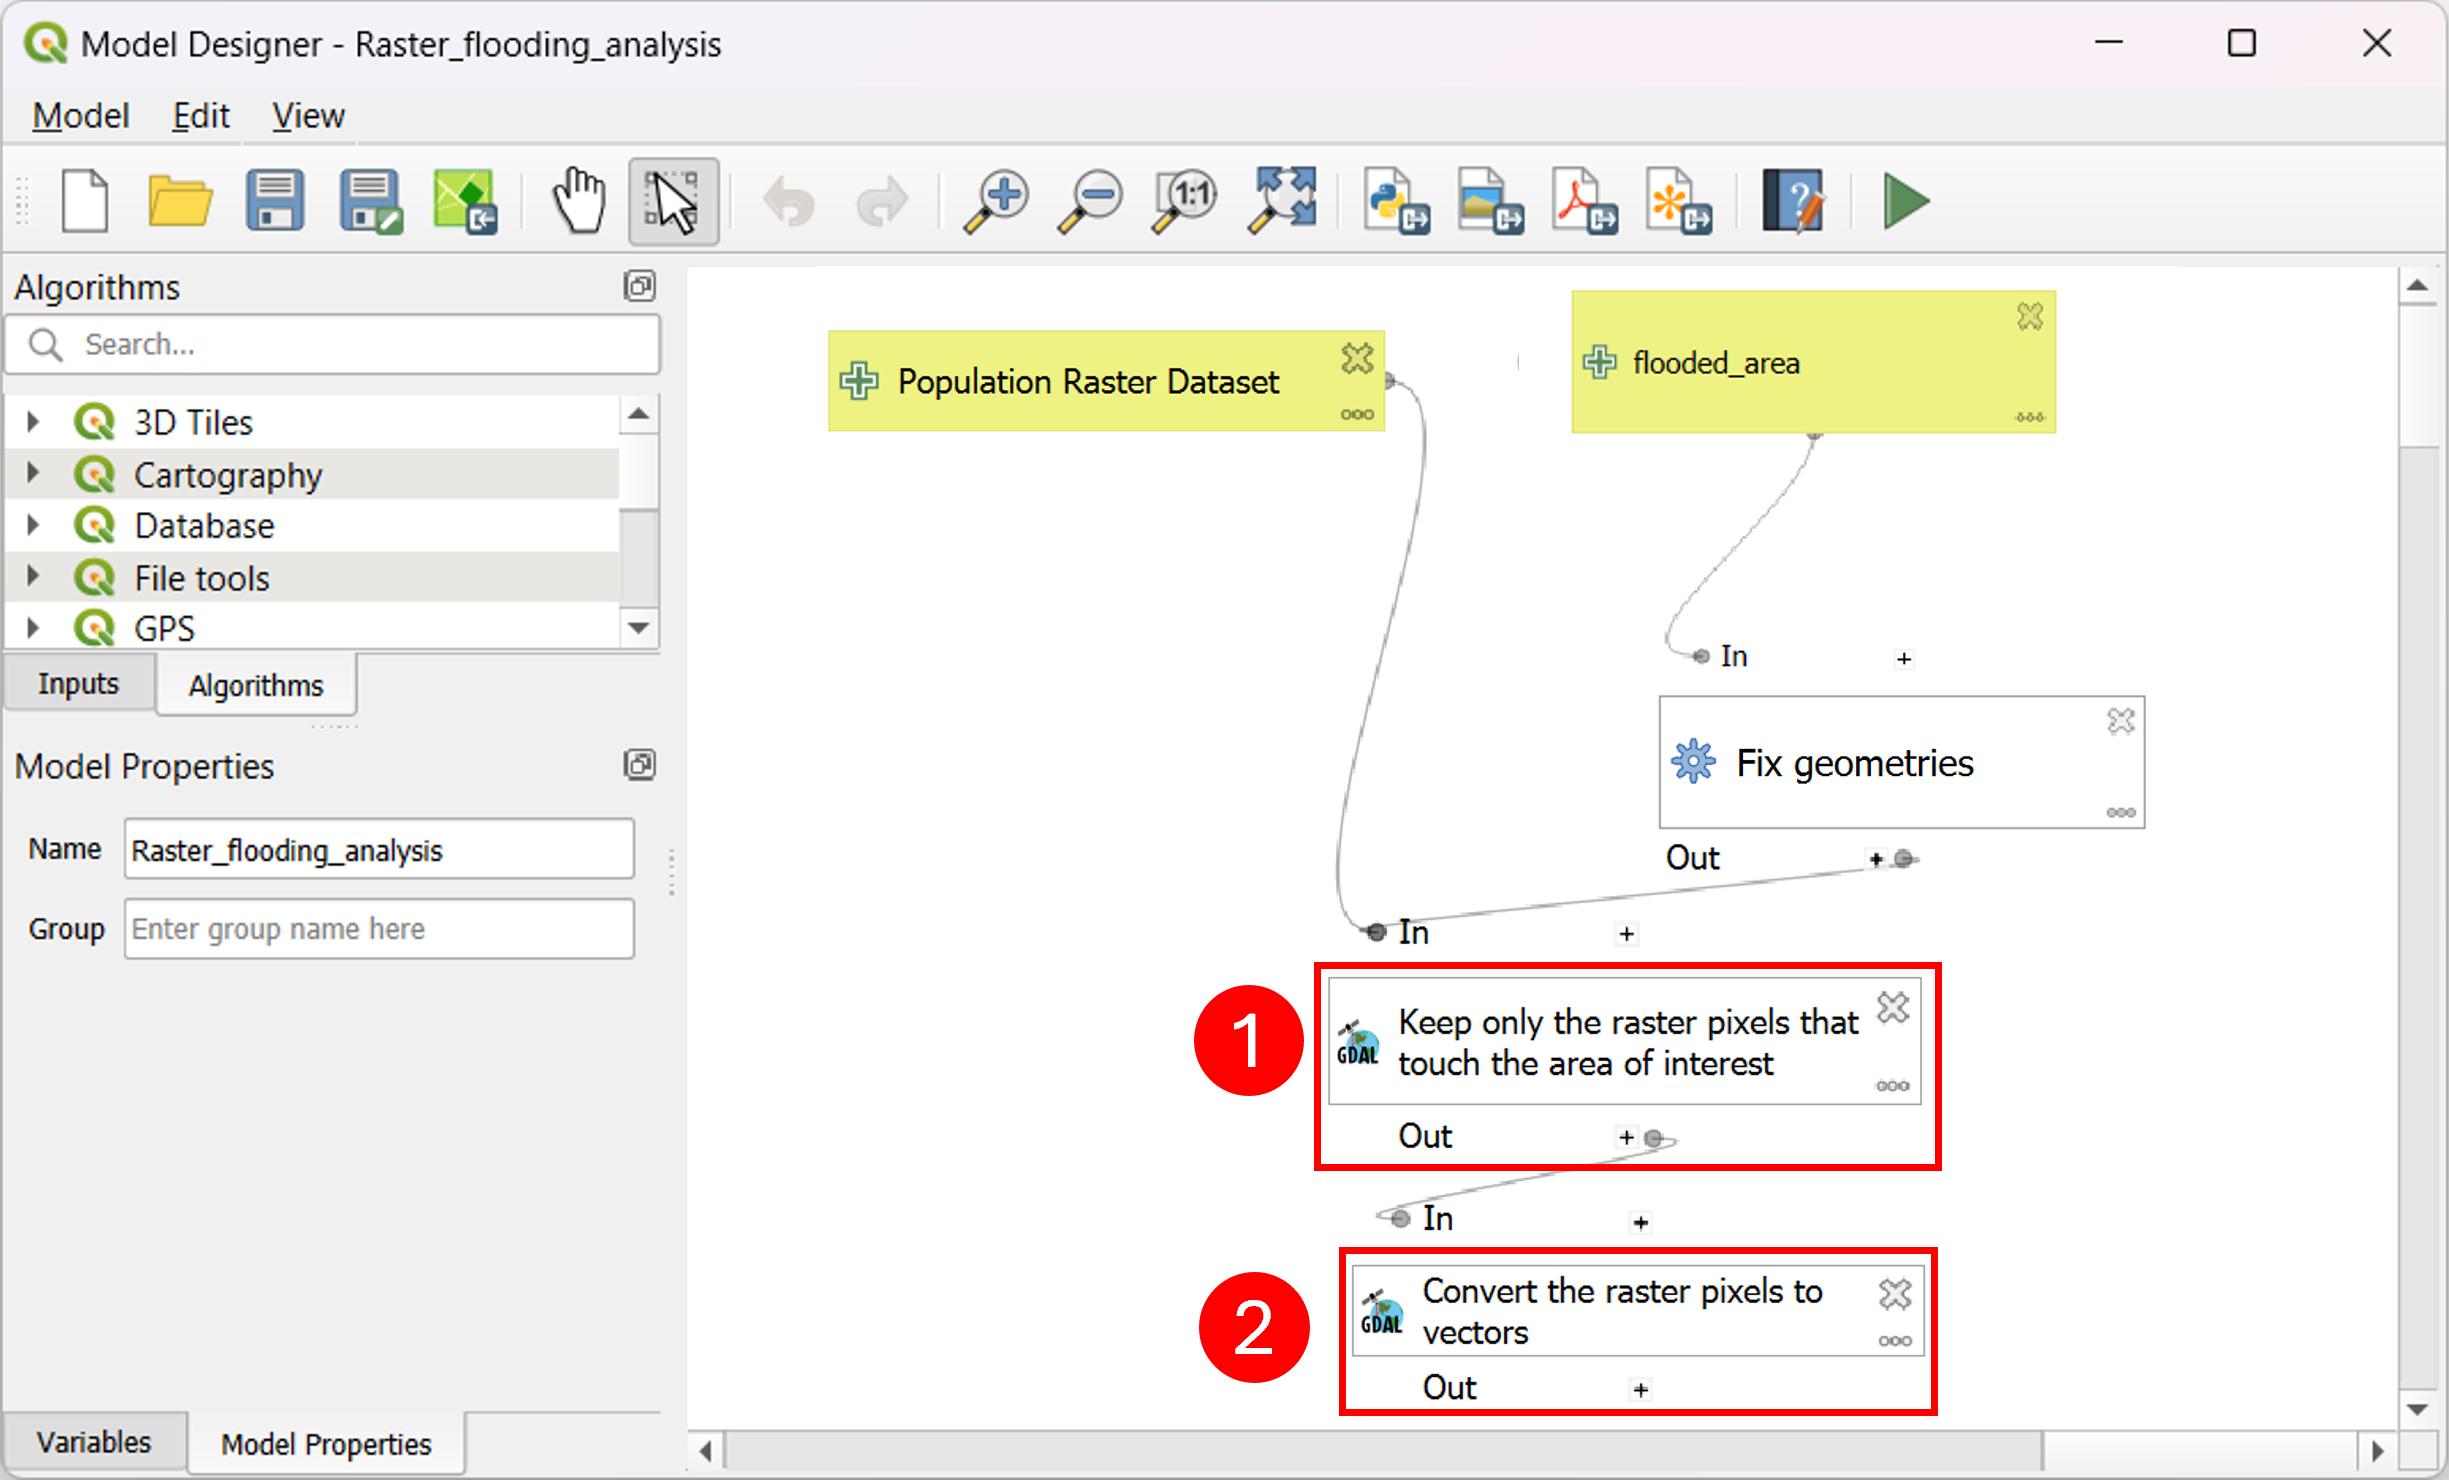 Model Designer - Raster_flooding_analysis
Model Edit View
1:1
Algorithms
Search...
3D Tiles
Cartography
Database
File tools
GPS
Inputs Algorithms
Model Properties
Name Raster_flooding_analysis
Group Enter group name here
Variables Model Properties
Population Raster Dataset
flooded_area
In
Fix geometries
Out
In
1
GDAL
Keep only the raster pixels that
touch the area of interest
Out
In
2
GDAL
Convert the raster pixels to
vectors
Out